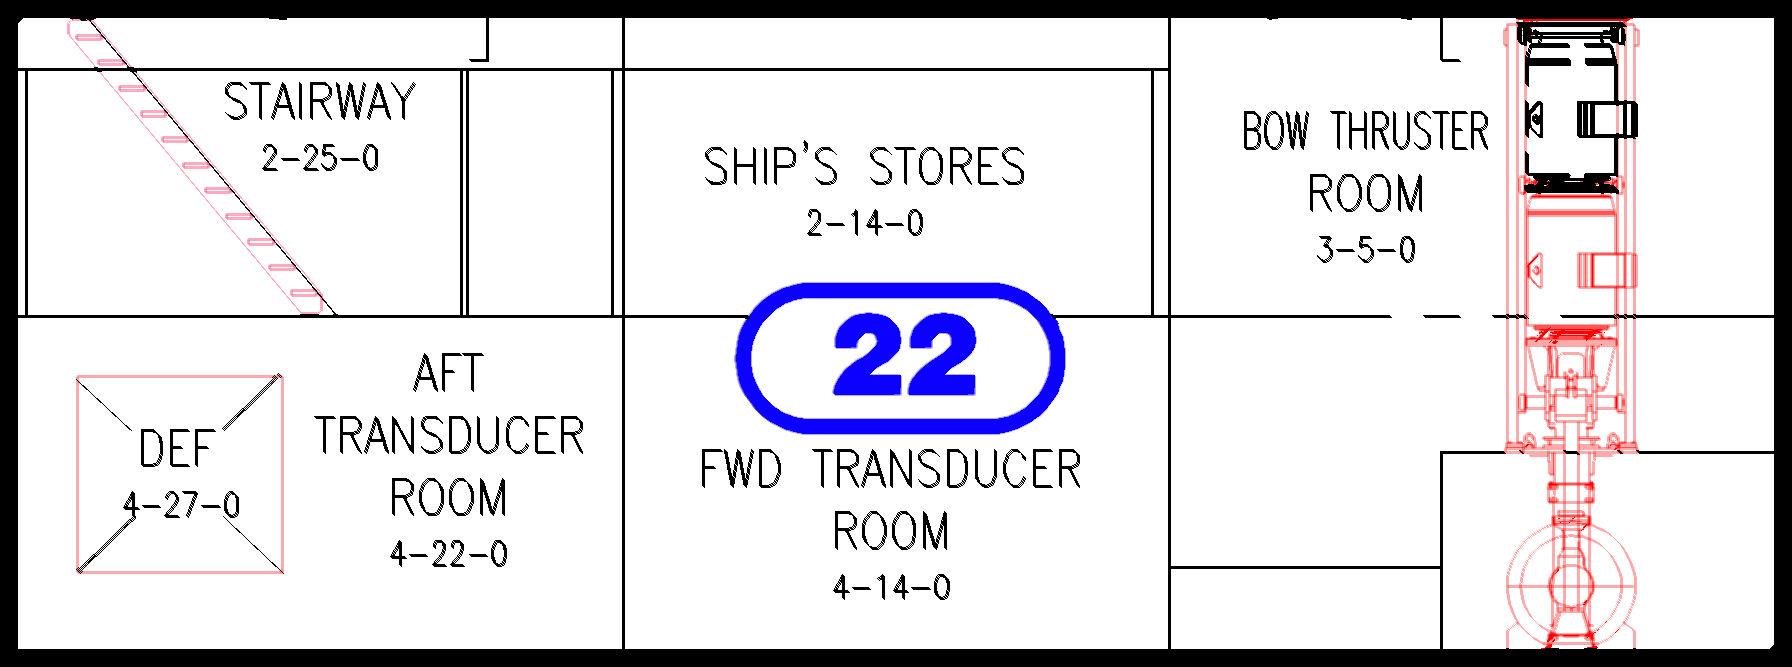 STAIRWAY
2-25-0
SHIP'S STORES
2-14-0
BOW THRUSTER
ROOM
3-5-0
22
AFT
TRANSDUCER
ROOM
4-22-0
DEF
4-27-0
FWD TRANSDUCER
ROOM
4-14-0